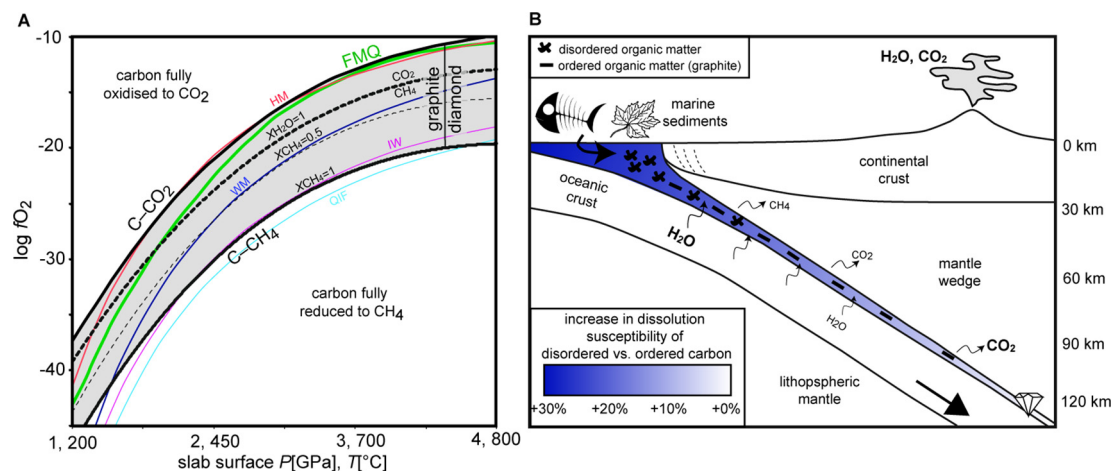 A
-10
-20
-30
-40
log fO₂
carbon fully
oxidised to CO₂
FMQ
HM
CO₂
CH₄
graphite
diamond
XH₂O=1
XCH₄=0.5
WM
IW
XCH₄=1
QIF
C–CO₂
C–CH₄
carbon fully
reduced to CH₄
1, 200
2, 450
3, 700
4, 800
slab surface P[GPa], T[°C]
B
disordered organic matter
ordered organic matter (graphite)
H₂O, CO₂
marine
sediments
0 km
continental
crust
oceanic
crust
CH₄
30 km
H₂O
CO₂
mantle
wedge
60 km
H₂O
increase in dissolution
susceptibility of
disordered vs. ordered carbon
+30%
+20%
+10%
+0%
CO₂
90 km
lithopspheric
mantle
120 km